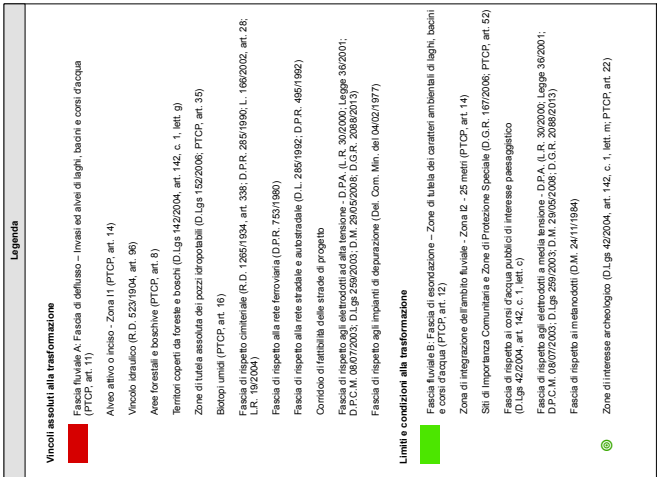 Legenda
Vincoli assoluti alla trasformazione
Fascia fluviale A: Fascia di deflusso – Invasi ed alvei di laghi, bacini e corsi d'acqua
(PTCP, art. 11)
Alveo attivo o inciso - Zona I1 (PTCP, art. 14)
Vincolo idraulico (R.D. 523/1904, art. 96)
Aree forestali e boschive (PTCP, art. 8)
Territori coperti da foreste e boschi (D.Lgs 142/2004, art. 142, c. 1, lett. g)
Zone di tutela assoluta dei pozzi idropotabili (D.Lgs 152/2006; PTCP, art. 35)
Biotopi umidi (PTCP, art. 16)
Fascia di rispetto cimiteriale (R.D. 1265/1934, art. 338; D.P.R. 285/1990; L. 166/2002, art. 28;
L.R. 19/2004)
Fascia di rispetto alla rete ferroviaria (D.P.R. 753/1980)
Fascia di rispetto alla rete stradale e autostradale (D.L. 285/1992; D.P.R. 495/1992)
Corridoio di fattibilità delle strade di progetto
Fascia di rispetto agli elettrodotti ad alta tensione - D.P.A. (L.R. 30/2000; Legge 36/2001;
D.P.C.M. 08/07/2003; D.Lgs 259/2003; D.M. 29/05/2008; D.G.R. 2088/2013)
Fascia di rispetto agli impianti di depurazione (Del. Com. Min. del 04/02/1977)
Limiti e condizioni alla trasformazione
Fascia fluviale B: Fascia di esondazione – Zone di tutela dei caratteri ambientali di laghi, bacini
e corsi d'acqua (PTCP, art. 12)
Zona di integrazione dell'ambito fluviale - Zona I2 - 25 metri (PTCP, art. 14)
Siti di Importanza Comunitaria e Zone di Protezione Speciale (D.G.R. 167/2006; PTCP, art. 52)
Fascia di rispetto ai corsi d'acqua pubblici di interesse paesaggistico
(D.Lgs 42/2004, art. 142, c. 1, lett. c)
Fascia di rispetto agli elettrodotti a media tensione - D.P.A. (L.R. 30/2000; Legge 36/2001;
D.P.C.M. 08/07/2003; D.Lgs 259/2003; D.M. 29/05/2008; D.G.R. 2088/2013)
Fascia di rispetto ai metanodotti (D.M. 24/11/1984)
Zone di interesse archeologico (D.Lgs 42/2004, art. 142, c. 1, lett. m; PTCP, art. 22)